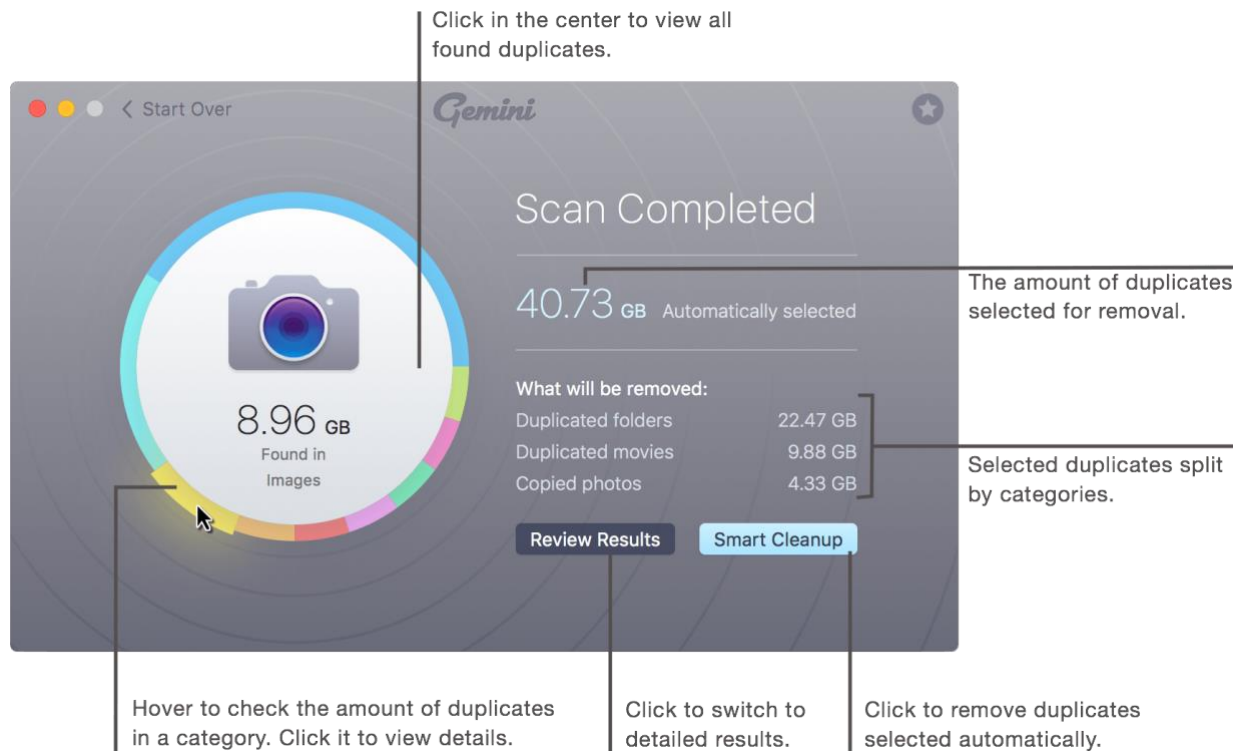 Click in the center to view all
found duplicates.
Start Over
Gemini
Scan Completed
The amount of duplicates
selected for removal.
40.73 GB Automatically selected
What will be removed:
Duplicated folders 22.47 GB
Duplicated movies 9.88 GB
Copied photos 4.33 GB
8.96 GB
Found in
Images
Selected duplicates split
by categories.
Review Results Smart Cleanup
Hover to check the amount of duplicates
in a category. Click it to view details.
Click to switch to
detailed results.
Click to remove duplicates
selected automatically.